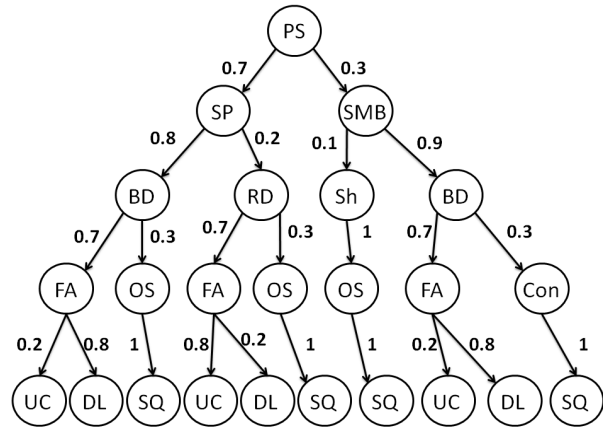 PS
0.7 0.3
SP SMB
0.8 0.2 0.1 0.9
BD RD Sh BD
0.7 0.3 0.7 0.3 1 0.7 0.3
FA OS FA OS OS FA Con
0.2 0.8 1 0.8 0.2 1 1 0.2 0.8 1
UC DL SQ UC DL SQ SQ UC DL SQ